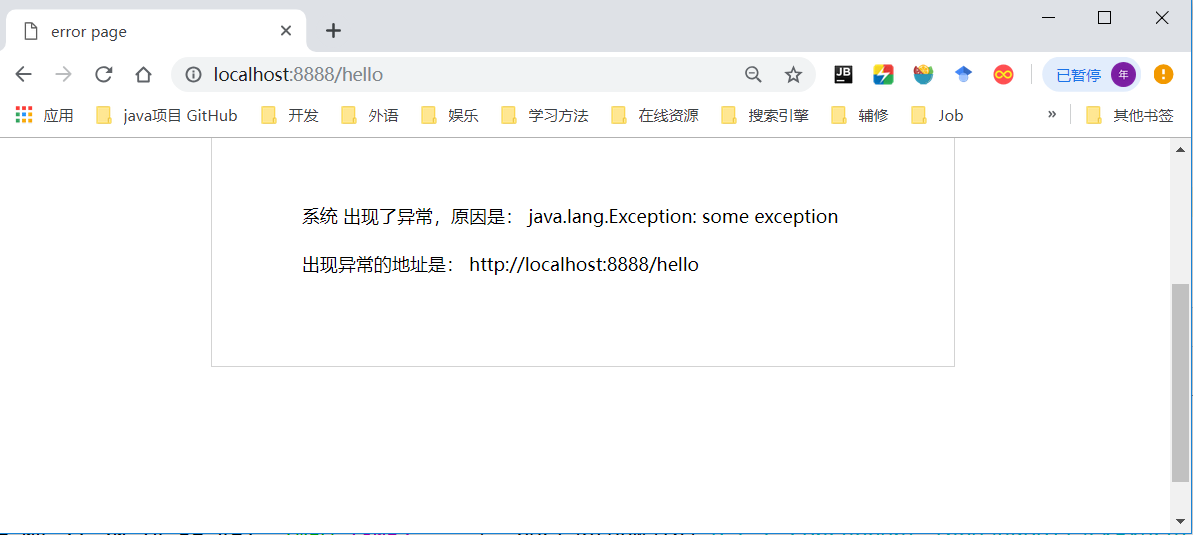 error page
localhost:8888/hello
JB
已暂停 年
应用 java项目 GitHub 开发 外语 娱乐 学习方法 在线资源 搜索引擎 辅修 Job » 其他书签
系统 出现了异常，原因是： java.lang.Exception: some exception
出现异常的地址是： http://localhost:8888/hello